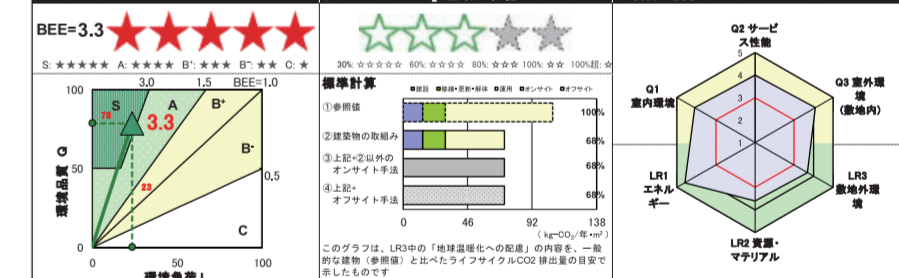 BEE=3.3 ★★★★★
S: ★★★★★ A: ★★★★ B⁺: ★★★ B⁻: ★★ C: ★
3.0 1.5 BEE=1.0
100
50
0
環境品質 Q
S
A
B⁺
B⁻
C
78
3.3
23
0.5
0 50 100
環境負荷 L
30%: ☆☆☆☆☆ 60%: ☆☆☆☆ 80%: ☆☆☆ 100%: ☆☆ 100%超: ☆
標準計算
■建設 ■修繕・更新・解体 ■運用 ■オンサイト ■オフサイト
①参照値 100%
②建築物の取組み 68%
③上記+②以外の
オンサイト手法 68%
④上記+
オフサイト手法 68%
0 46 92 138
( kg-CO₂/年・m² )
このグラフは、LR3中の「地球温暖化への配慮」の内容を、一般
的な建物（参照値）と比べたライフサイクルCO2 排出量の目安で
示したものです
Q2 サービ
ス性能
Q1
室内環境
Q3 室外環
境
(敷地内)
5
4
3
2
1
LR1
エネル
ギー
LR3
敷地外環
境
LR2 資源・
マテリアル